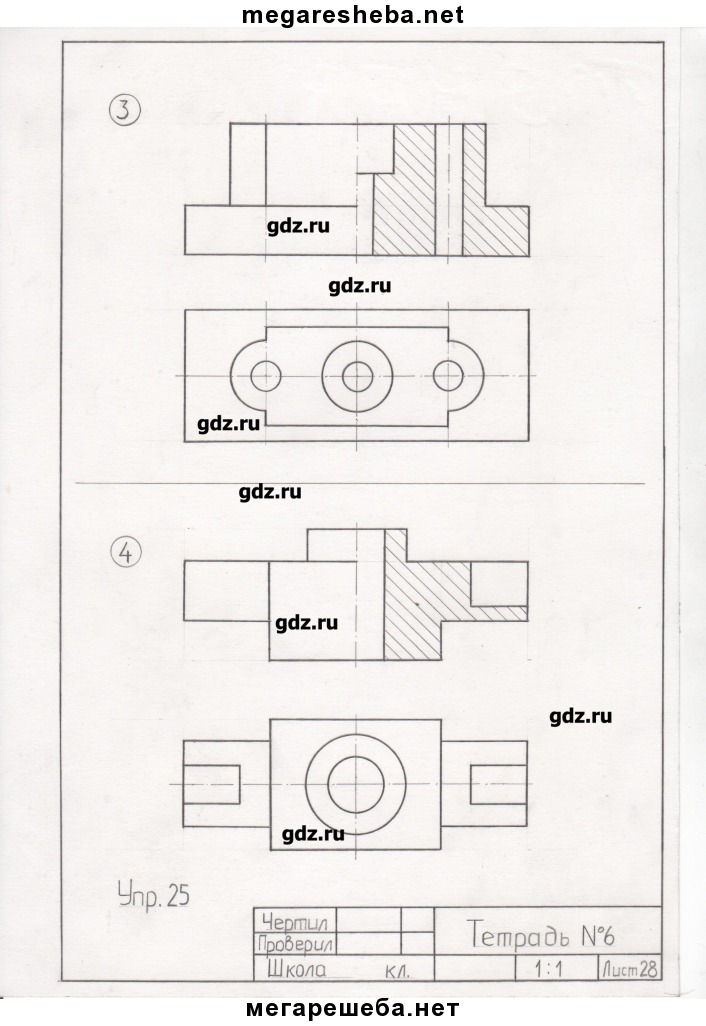 megaresheba.net
3
gdz.ru
gdz.ru
gdz.ru
gdz.ru
4
gdz.ru
gdz.ru
gdz.ru
Упр. 25
Чертил
Проверил
Тетрадь №6
Школа кл.
1:1
Лист 28
мегарешеба.нет